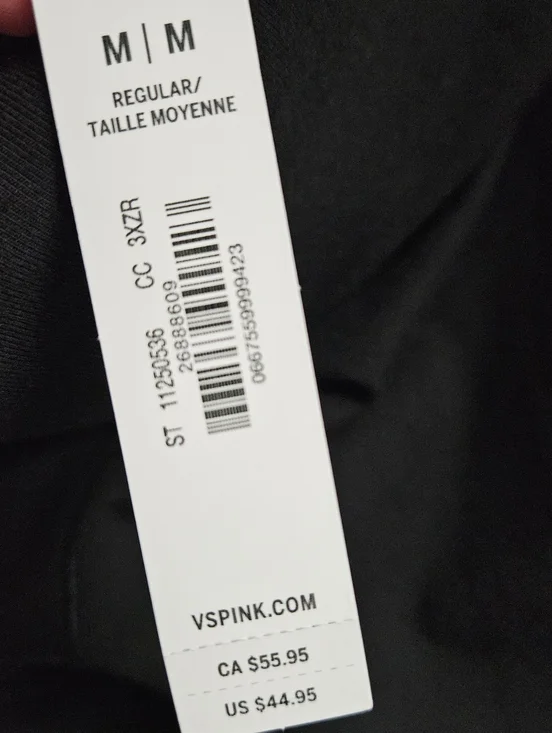 M | M
REGULAR/
TAILLE MOYENNE
ST 11250536 CC 3XZR
26888609
0667559999423
VSPINK.COM
CA $55.95
US $44.95